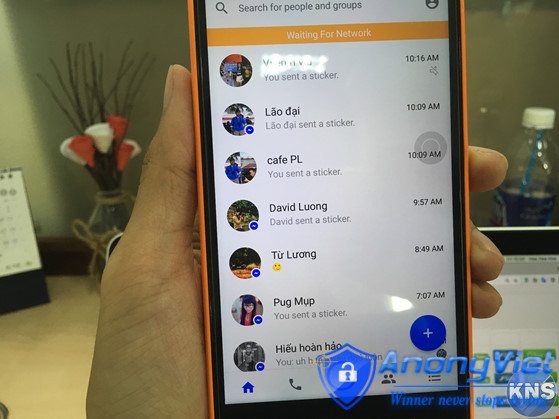 Search for people and groups
Waiting For Network
10:16 AM
You sent a sticker.
Lão đại
10:09 AM
Lão đại sent a sticker.
cafe PL
10:09 AM
You sent a sticker.
David Luong
9:57 AM
David sent a sticker.
Từ Lương
8:49 AM
Pug Mụp
7:07 AM
You sent a sticker.
Hiếu hoàn hảo
You: uh
AnonyViet
Winner never stops
KNS